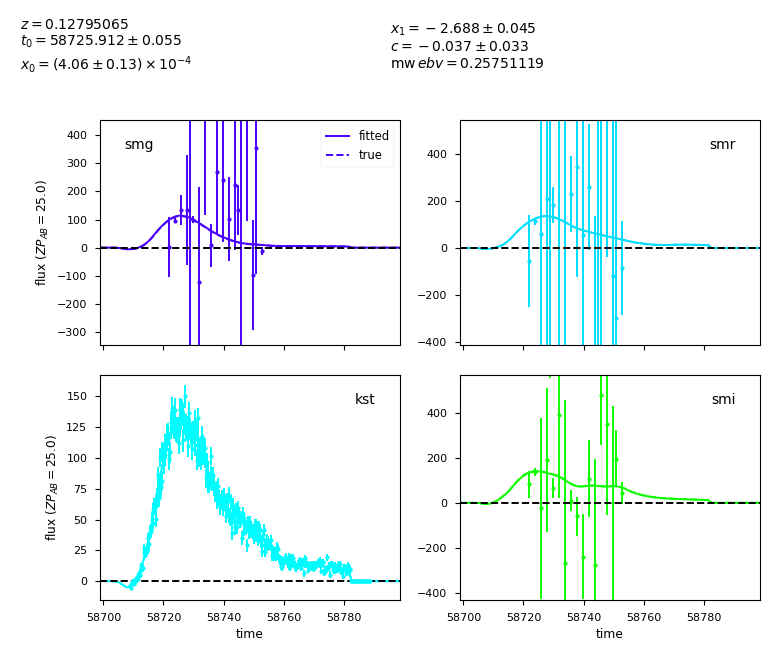 z = 0.12795065
t₀ = 58725.912 ± 0.055
x₀ = (4.06 ± 0.13) × 10⁻⁴
x₁ = −2.688 ± 0.045
c = −0.037 ± 0.033
mw ebv = 0.25751119
smg
fitted
true
400
300
200
100
0
−100
−200
−300
flux (ZP_AB = 25.0)
smr
400
200
0
−200
−400
kst
150
125
100
75
50
25
0
flux (ZP_AB = 25.0)
58700 58720 58740 58760 58780
time
smi
400
200
0
−200
−400
58700 58720 58740 58760 58780
time